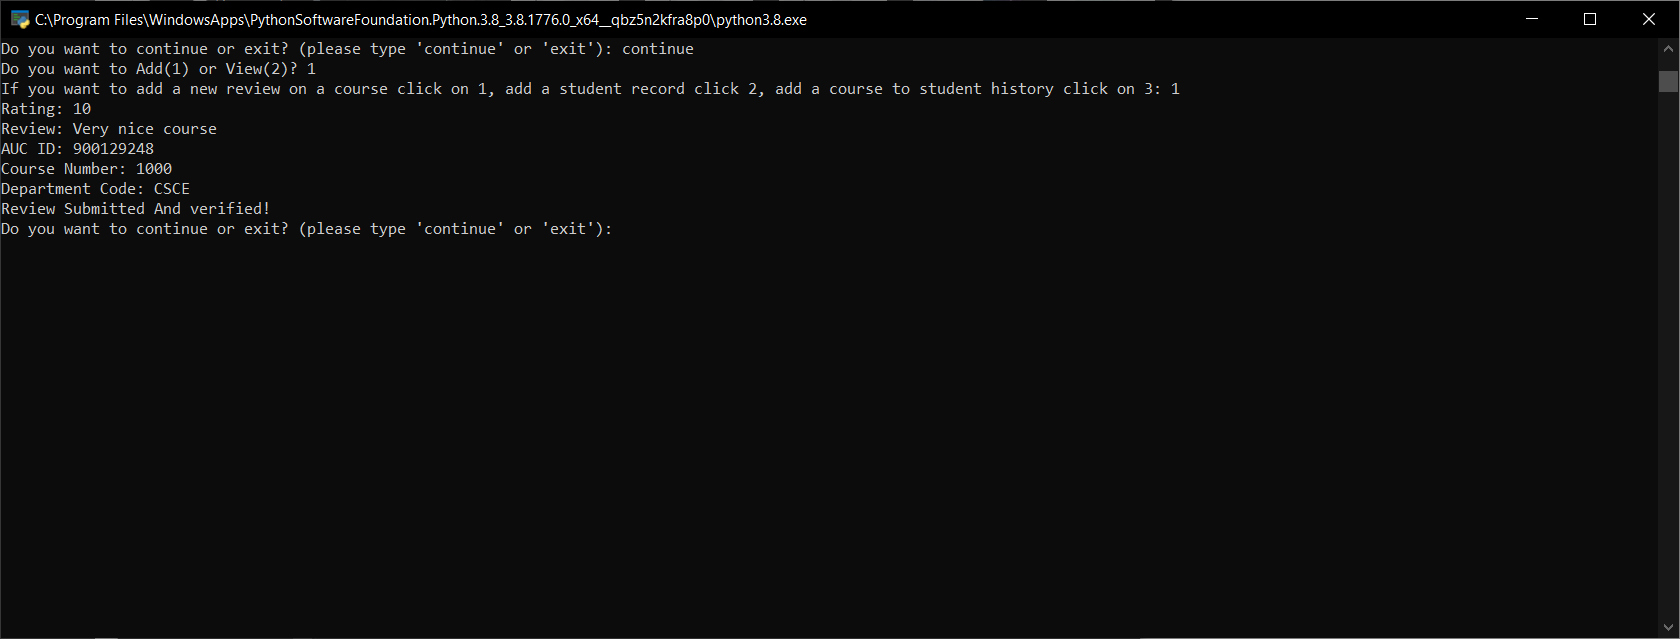 C:\Program Files\WindowsApps\PythonSoftwareFoundation.Python.3.8_3.8.1776.0_x64__qbz5n2kfra8p0\python3.8.exe
Do you want to continue or exit? (please type 'continue' or 'exit'): continue
Do you want to Add(1) or View(2)? 1
If you want to add a new review on a course click on 1, add a student record click 2, add a course to student history click on 3: 1
Rating: 10
Review: Very nice course
AUC ID: 900129248
Course Number: 1000
Department Code: CSCE
Review Submitted And verified!
Do you want to continue or exit? (please type 'continue' or 'exit'):